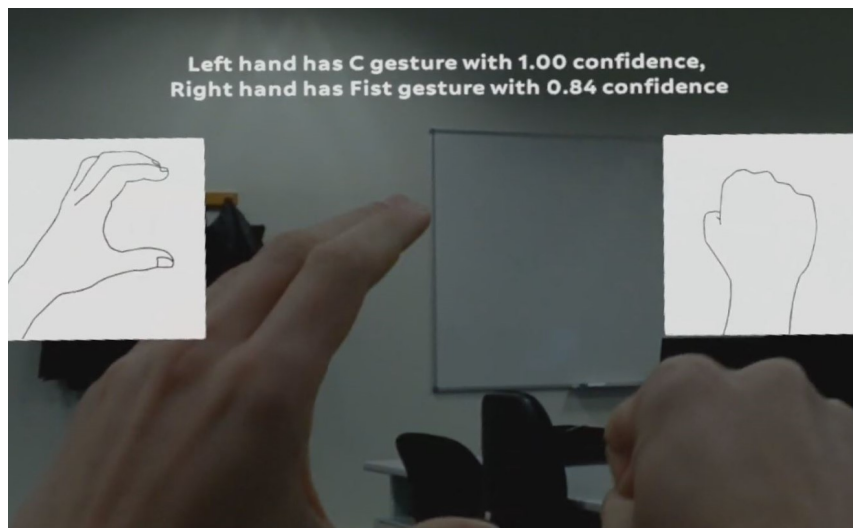 Left hand has C gesture with 1.00 confidence,
Right hand has Fist gesture with 0.84 confidence